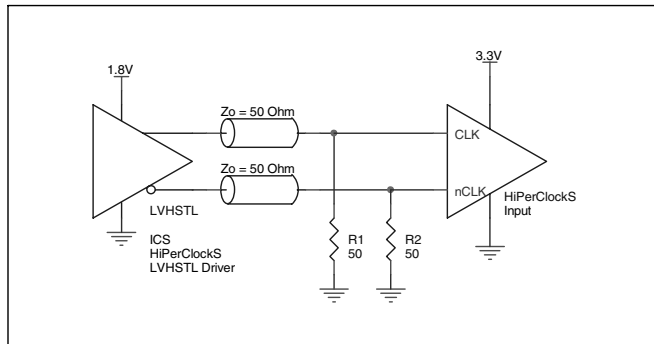 1.8V
3.3V
Zo = 50 Ohm
CLK
Zo = 50 Ohm
nCLK
HiPerClockS
Input
LVHSTL
ICS
HiPerClockS
LVHSTL Driver
R1
50
R2
50